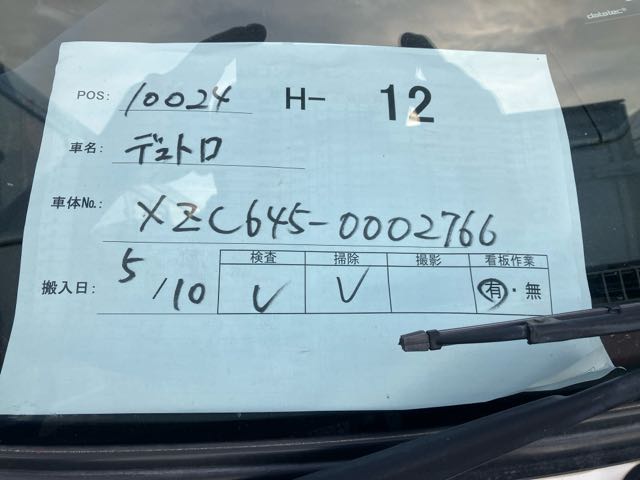 datatec
POS: 10024 H- 12
車名: デュトロ
車体No.: XZC645-0002766
検査 掃除 撮影 看板作業
搬入日: 5/10 ✓ ✓ 有・無